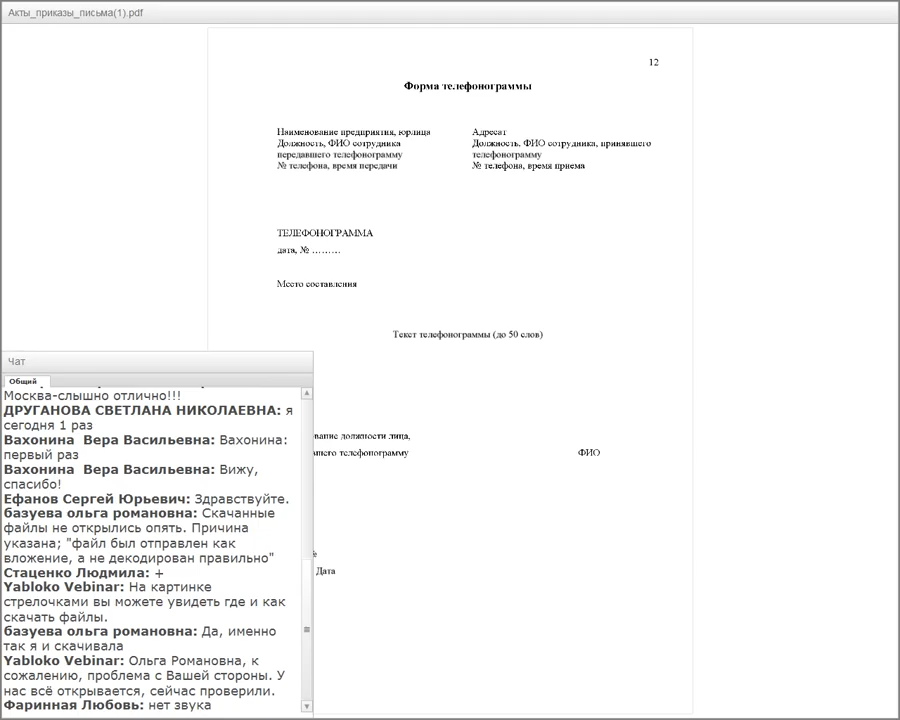 Акты_приказы_письма(1).pdf
12
Форма телефонограммы
Наименование предприятия, юрлица
Должность, ФИО сотрудника
передавшего телефонограмму
№ телефона, время передачи
Адресат
Должность, ФИО сотрудника, принявшего
телефонограмму
№ телефона, время приема
ТЕЛЕФОНОГРАММА
дата, № ………
Место составления
Текст телефонограммы (до 50 слов)
должности лица,
телефонограмму
ФИО
Дата
Чат
Общий
Москва-слышно отлично!!!
ДРУГАНОВА СВЕТЛАНА НИКОЛАЕВНА: я
сегодня 1 раз
Вахонина Вера Васильевна: Вахонина:
первый раз
Вахонина Вера Васильевна: Вижу,
спасибо!
Ефанов Сергей Юрьевич: Здравствуйте.
базуева ольга романовна: Скачанные
файлы не открылись опять. Причина
указана; "файл был отправлен как
вложение, а не декодирован правильно"
Стаценко Людмила: +
Yabloko Vebinar: На картинке
стрелочками вы можете увидеть где и как
скачать файлы.
базуева ольга романовна: Да, именно
так я и скачивала
Yabloko Vebinar: Ольга Романовна, к
сожалению, проблема с Вашей стороны. У
нас всё открывается, сейчас проверили.
Фаринная Любовь: нет звука